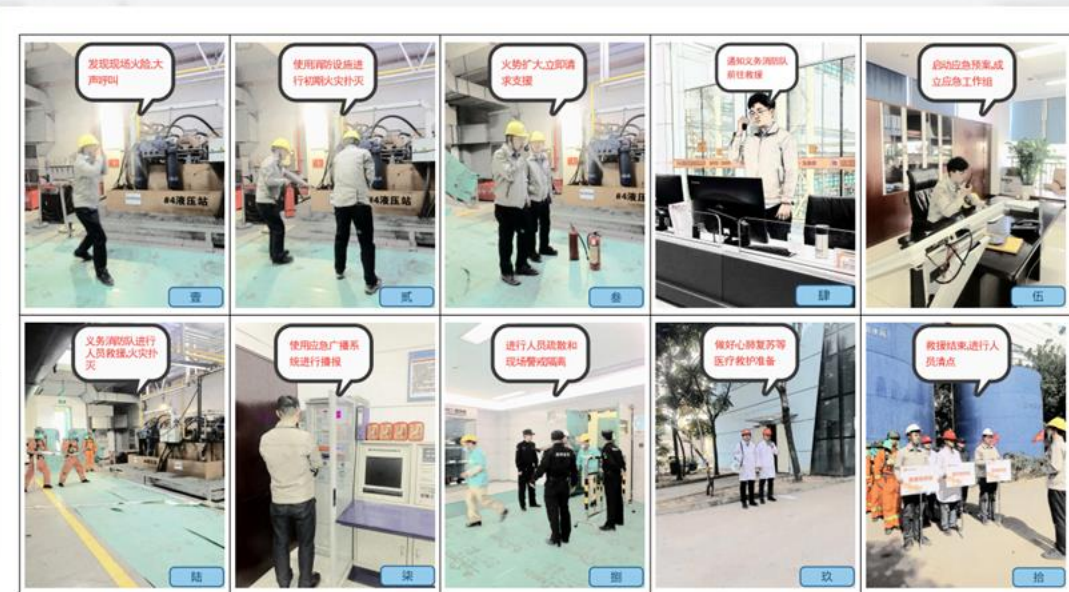 发现现场火险,大
声呼叫
#4液压站
壹
使用消防设施进
行初期火灾扑灭
#4液压站
贰
火势扩大,立即请
求支援
#4液压站
叁
通知义务消防队
前往救援
肆
启动应急预案,成
立应急工作组
伍
义务消防队进行
人员救援,火灾扑
灭
陆
使用应急广播系
统进行播报
柒
进行人员疏散和
现场警戒隔离
捌
做好心肺复苏等
医疗救护准备
玖
救援结束,进行人
员清点
拾